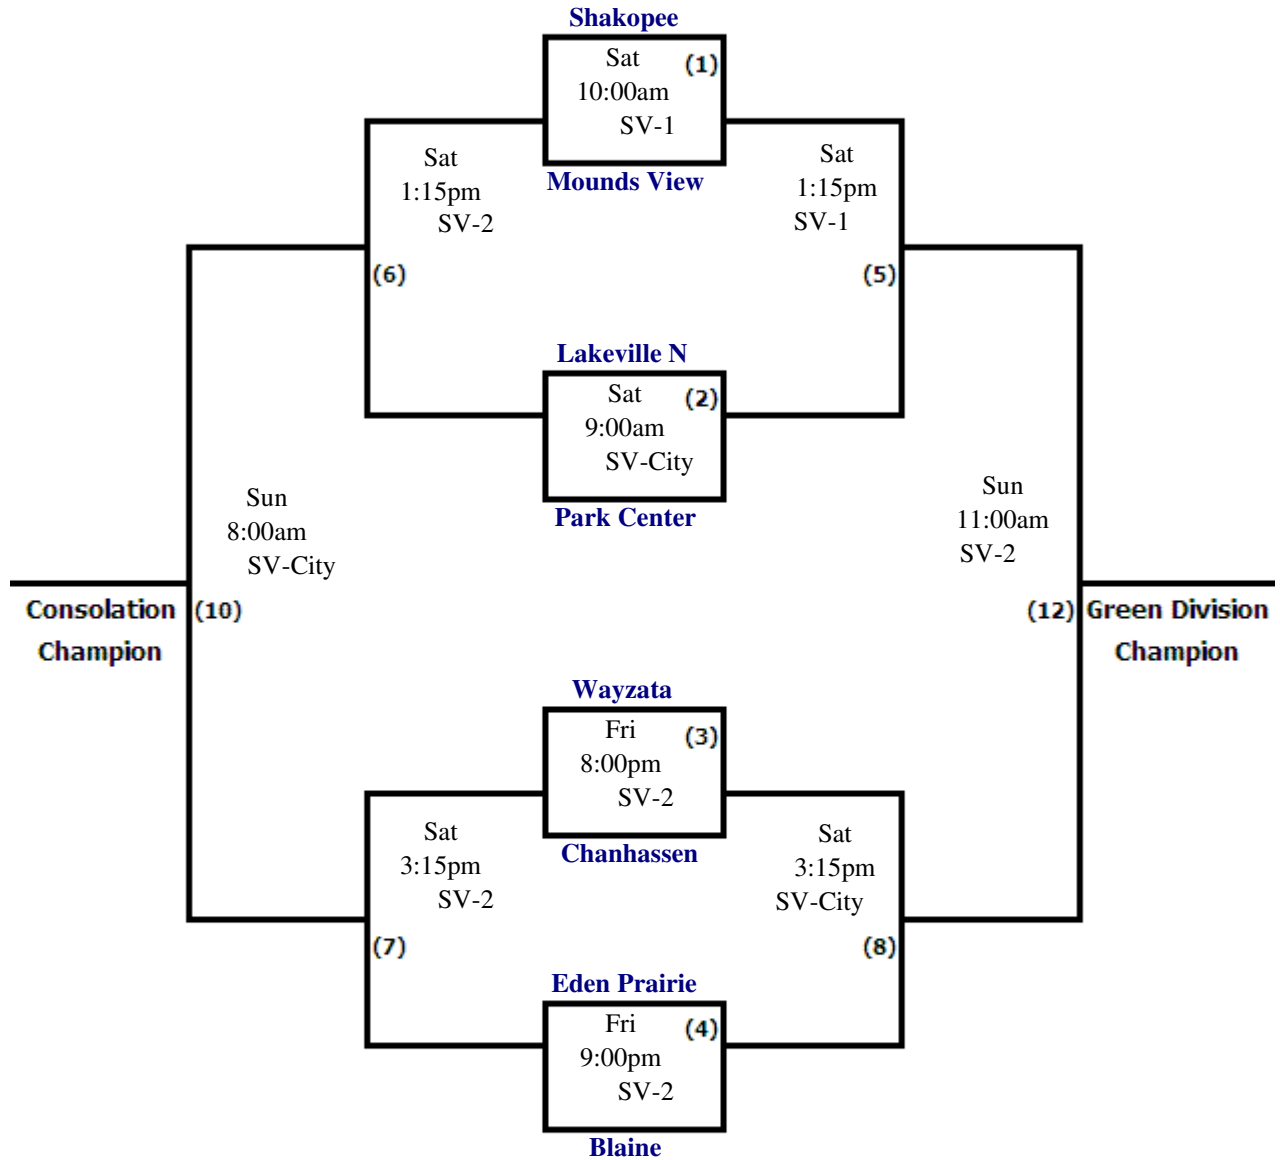 Shakopee
Sat
(1)
10:00am
SV-1
Mounds View
Sat
1:15pm
SV-2
(6)
Sat
1:15pm
SV-1
(5)
Lakeville N
Sat
(2)
9:00am
SV-City
Park Center
Sun
8:00am
SV-City
Consolation
(10)
Champion
Sun
11:00am
SV-2
(12)
Green Division
Champion
Wayzata
Fri
(3)
8:00pm
SV-2
Chanhassen
Sat
3:15pm
SV-2
(7)
Sat
3:15pm
SV-City
(8)
Eden Prairie
Fri
(4)
9:00pm
SV-2
Blaine